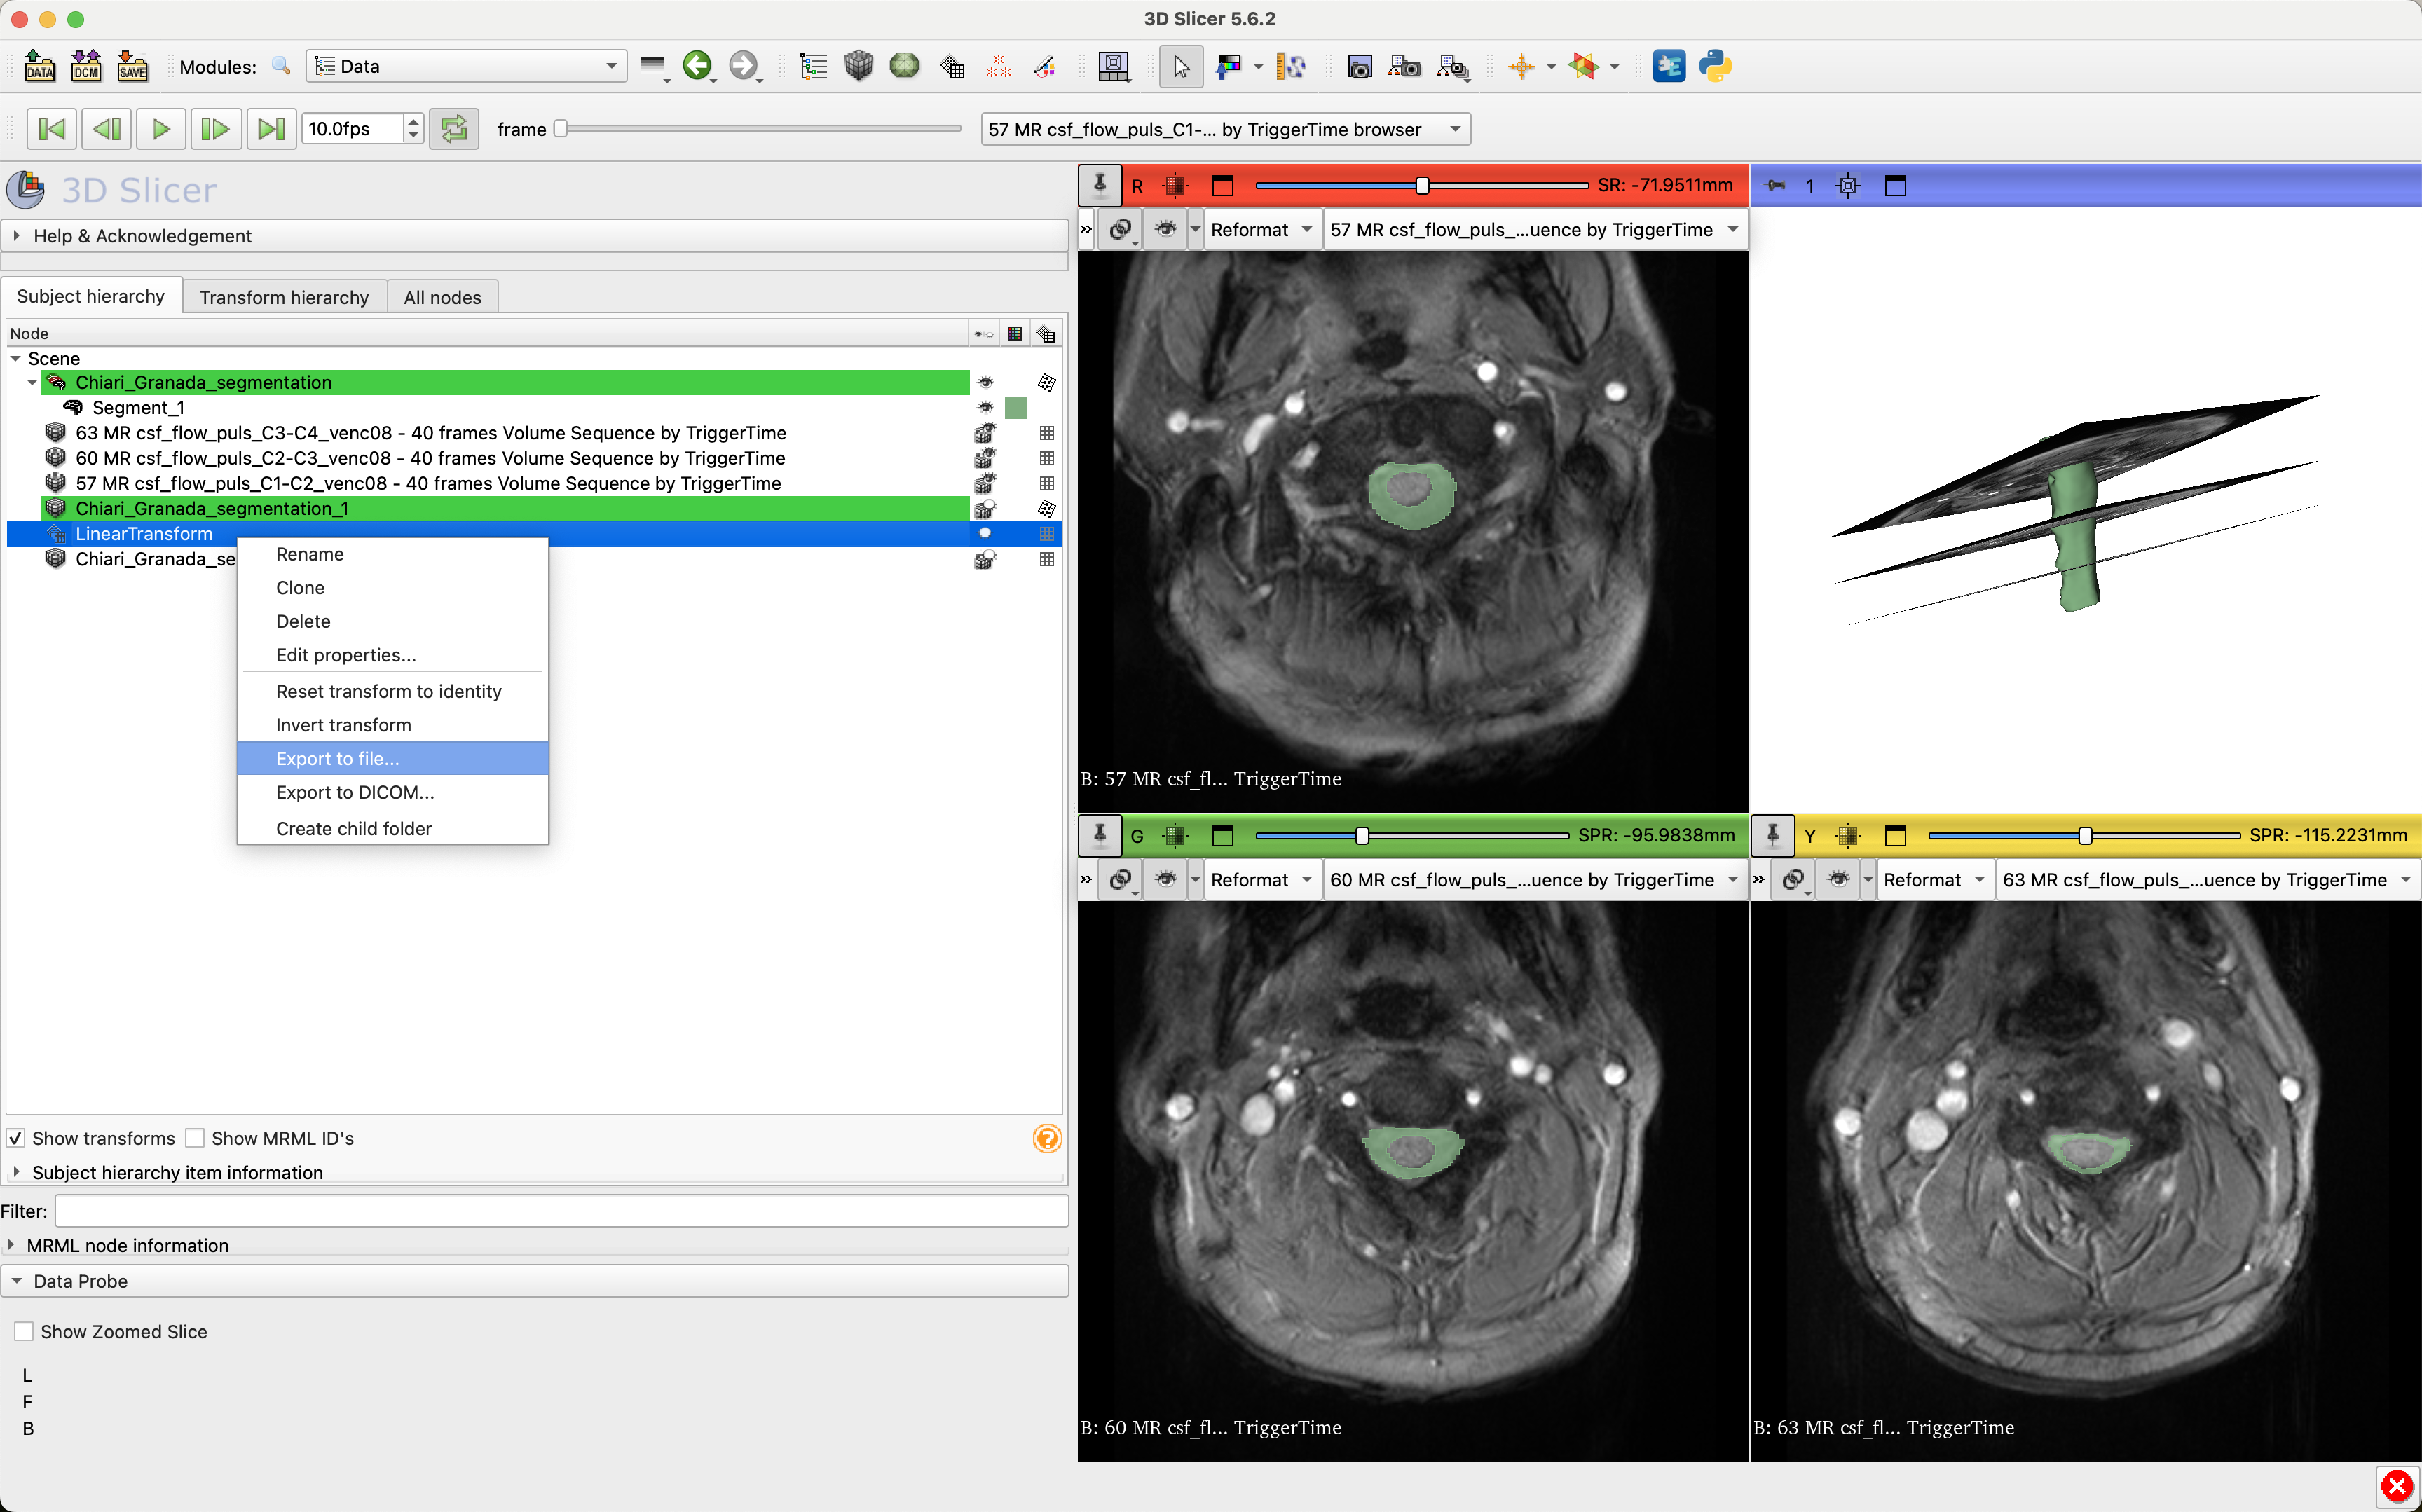 3D Slicer 5.6.2
DATA
DCM
SAVE
Modules:
Data
10.0fps
frame
57 MR csf_flow_puls_C1-... by TriggerTime browser
3D Slicer
Help & Acknowledgement
Subject hierarchy
Transform hierarchy
All nodes
Node
Scene
Chiari_Granada_segmentation
Segment_1
63 MR csf_flow_puls_C3-C4_venc08 - 40 frames Volume Sequence by TriggerTime
60 MR csf_flow_puls_C2-C3_venc08 - 40 frames Volume Sequence by TriggerTime
57 MR csf_flow_puls_C1-C2_venc08 - 40 frames Volume Sequence by TriggerTime
Chiari_Granada_segmentation_1
LinearTransform
Chiari_Granada_se
Rename
Clone
Delete
Edit properties...
Reset transform to identity
Invert transform
Export to file...
Export to DICOM...
Create child folder
Show transforms
Show MRML ID's
Subject hierarchy item information
Filter:
MRML node information
Data Probe
Show Zoomed Slice
L
F
B
R
SR: -71.9511mm
Reformat
57 MR csf_flow_puls_...uence by TriggerTime
B: 57 MR csf_fl... TriggerTime
1
G
SPR: -95.9838mm
Reformat
60 MR csf_flow_puls_...uence by TriggerTime
B: 60 MR csf_fl... TriggerTime
Y
SPR: -115.2231mm
Reformat
63 MR csf_flow_puls_...uence by TriggerTime
B: 63 MR csf_fl... TriggerTime